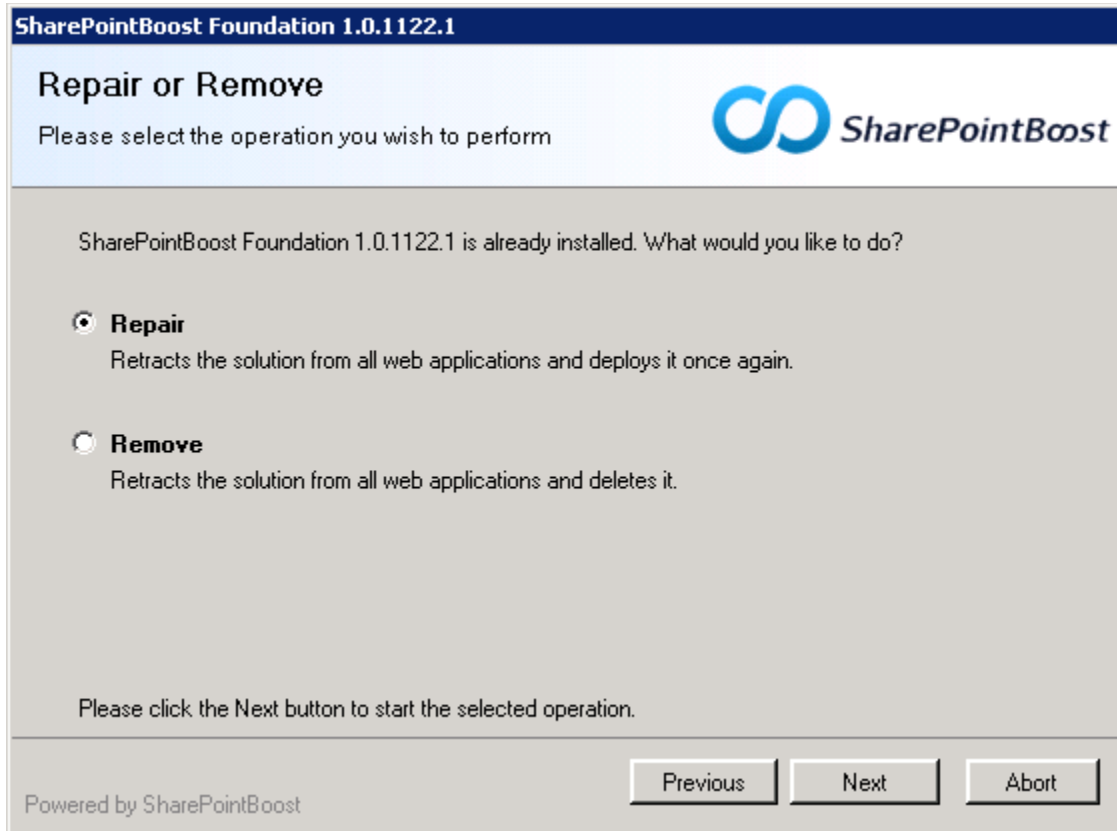 SharePointBoost Foundation 1.0.1122.1
Repair or Remove
Please select the operation you wish to perform
SharePointBoost
SharePointBoost Foundation 1.0.1122.1 is already installed. What would you like to do?
Repair
Retracts the solution from all web applications and deploys it once again.
Remove
Retracts the solution from all web applications and deletes it.
Please click the Next button to start the selected operation.
Previous Next Abort
Powered by SharePointBoost